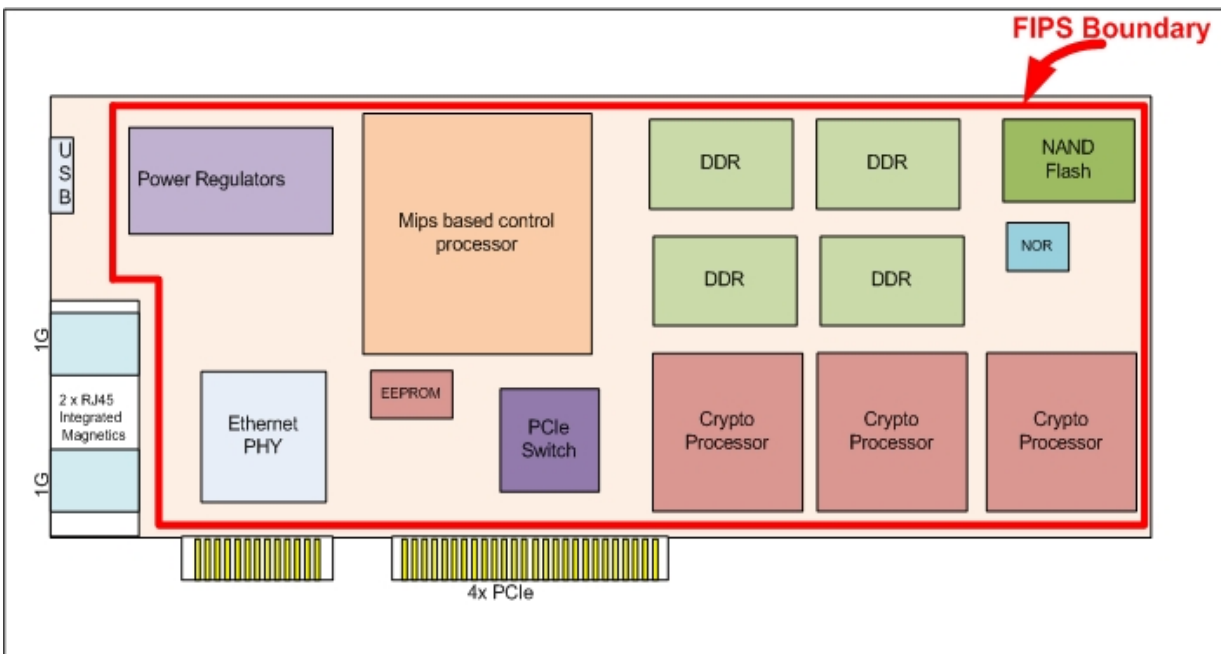 FIPS Boundary
U
S
B
Power Regulators
Mips based control
processor
DDR
DDR
NAND
Flash
NOR
DDR
DDR
1G
2 x RJ45
Integrated
Magnetics
1G
Ethernet
PHY
EEPROM
PCIe
Switch
Crypto
Processor
Crypto
Processor
Crypto
Processor
4x PCIe